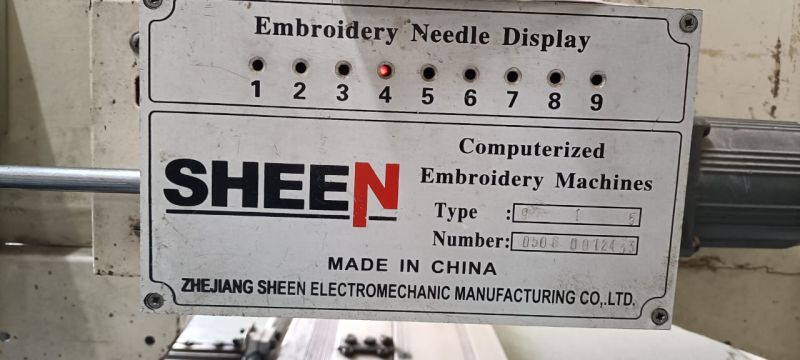 Embroidery Needle Display
1 2 3 4 5 6 7 8 9
SHEEN
Computerized
Embroidery Machines
Type :
Number:
MADE IN CHINA
ZHEJIANG SHEEN ELECTROMECHANIC MANUFACTURING CO,.LTD.